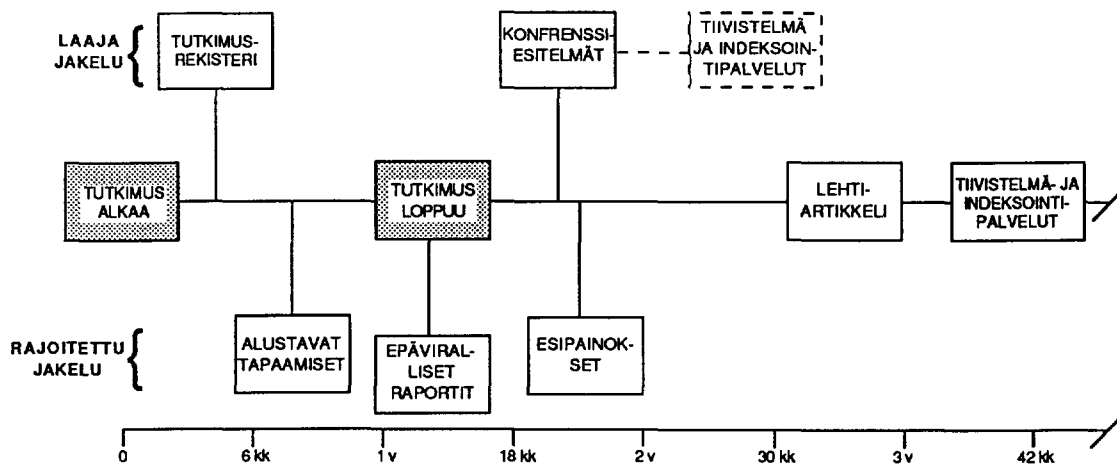 LAAJA
JAKELU
TUTKIMUS-
REKISTERI
KONFRENSSI-
ESITELMÄT
TIIVISTELMÄ
JA INDEKSOIN-
TIPALVELUT
TUTKIMUS
ALKAA
TUTKIMUS
LOPPUU
LEHTI-
ARTIKKELI
TIIVISTELMÄ- JA
INDEKSOINTI-
PALVELUT
RAJOITETTU
JAKELU
ALUSTAVAT
TAPAAMISET
EPÄVIRAL-
LISET
RAPORTIT
ESIPAINOK-
SET
0 6 kk 1 v 18 kk 2 v 30 kk 3 v 42 kk